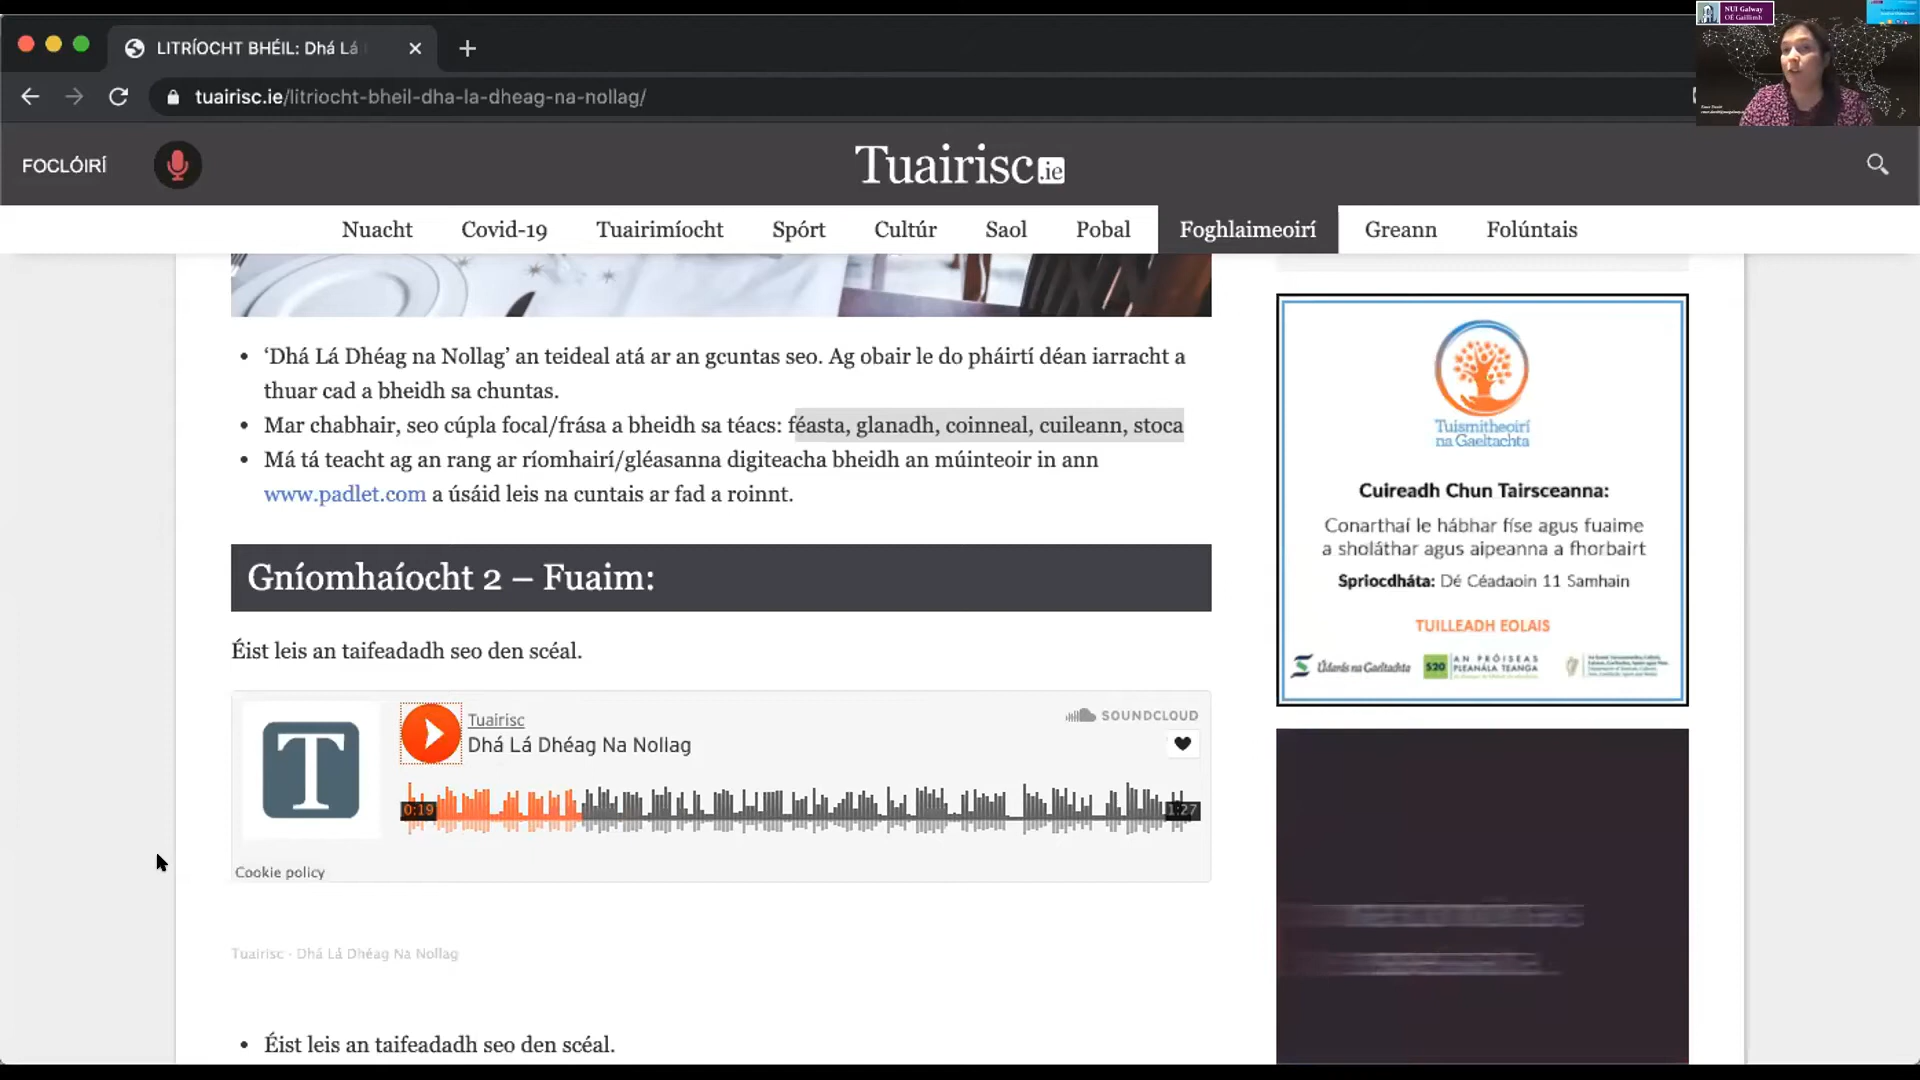 NUI Galway
OÉ Gaillimh
LITRÍOCHT BHÉIL: Dhá Lá
tuairisc.ie/litriocht-bheil-dha-la-dheag-na-nollag/
FOCLÓIRÍ
Tuairisc.ie
Nuacht Covid-19 Tuairimíocht Spórt Cultúr Saol Pobal Foghlaimeoirí Greann Folúntais
• ‘Dhá Lá Dhéag na Nollag’ an teideal atá ar an gcuntas seo. Ag obair le do pháirtí déan iarracht a
thuar cad a bheidh sa chuntas.
• Mar chabhair, seo cúpla focal/frása a bheidh sa téacs: féasta, glanadh, coinneal, cuileann, stoca
• Má tá teacht ag an rang ar ríomhairí/gléasanna digiteacha bheidh an múinteoir in ann
www.padlet.com a úsáid leis na cuntais ar fad a roinnt.
Gníomhaíocht 2 – Fuaim:
Éist leis an taifeadadh seo den scéal.
T
Tuairisc
Dhá Lá Dhéag Na Nollag
SOUNDCLOUD
0:19
1:27
Cookie policy
Tuairisc · Dhá Lá Dhéag Na Nollag
• Éist leis an taifeadadh seo den scéal.
Tuismitheoirí
na Gaeltachta
Cuireadh Chun Tairsceanna:
Conarthaí le hábhar físe agus fuaime
a sholáthar agus aipeanna a fhorbairt
Spriocdháta: Dé Céadaoin 11 Samhain
TUILLEADH EOLAIS
Údarás na Gaeltachta
AN PRÓISEAS
PLEANÁLA TEANGA